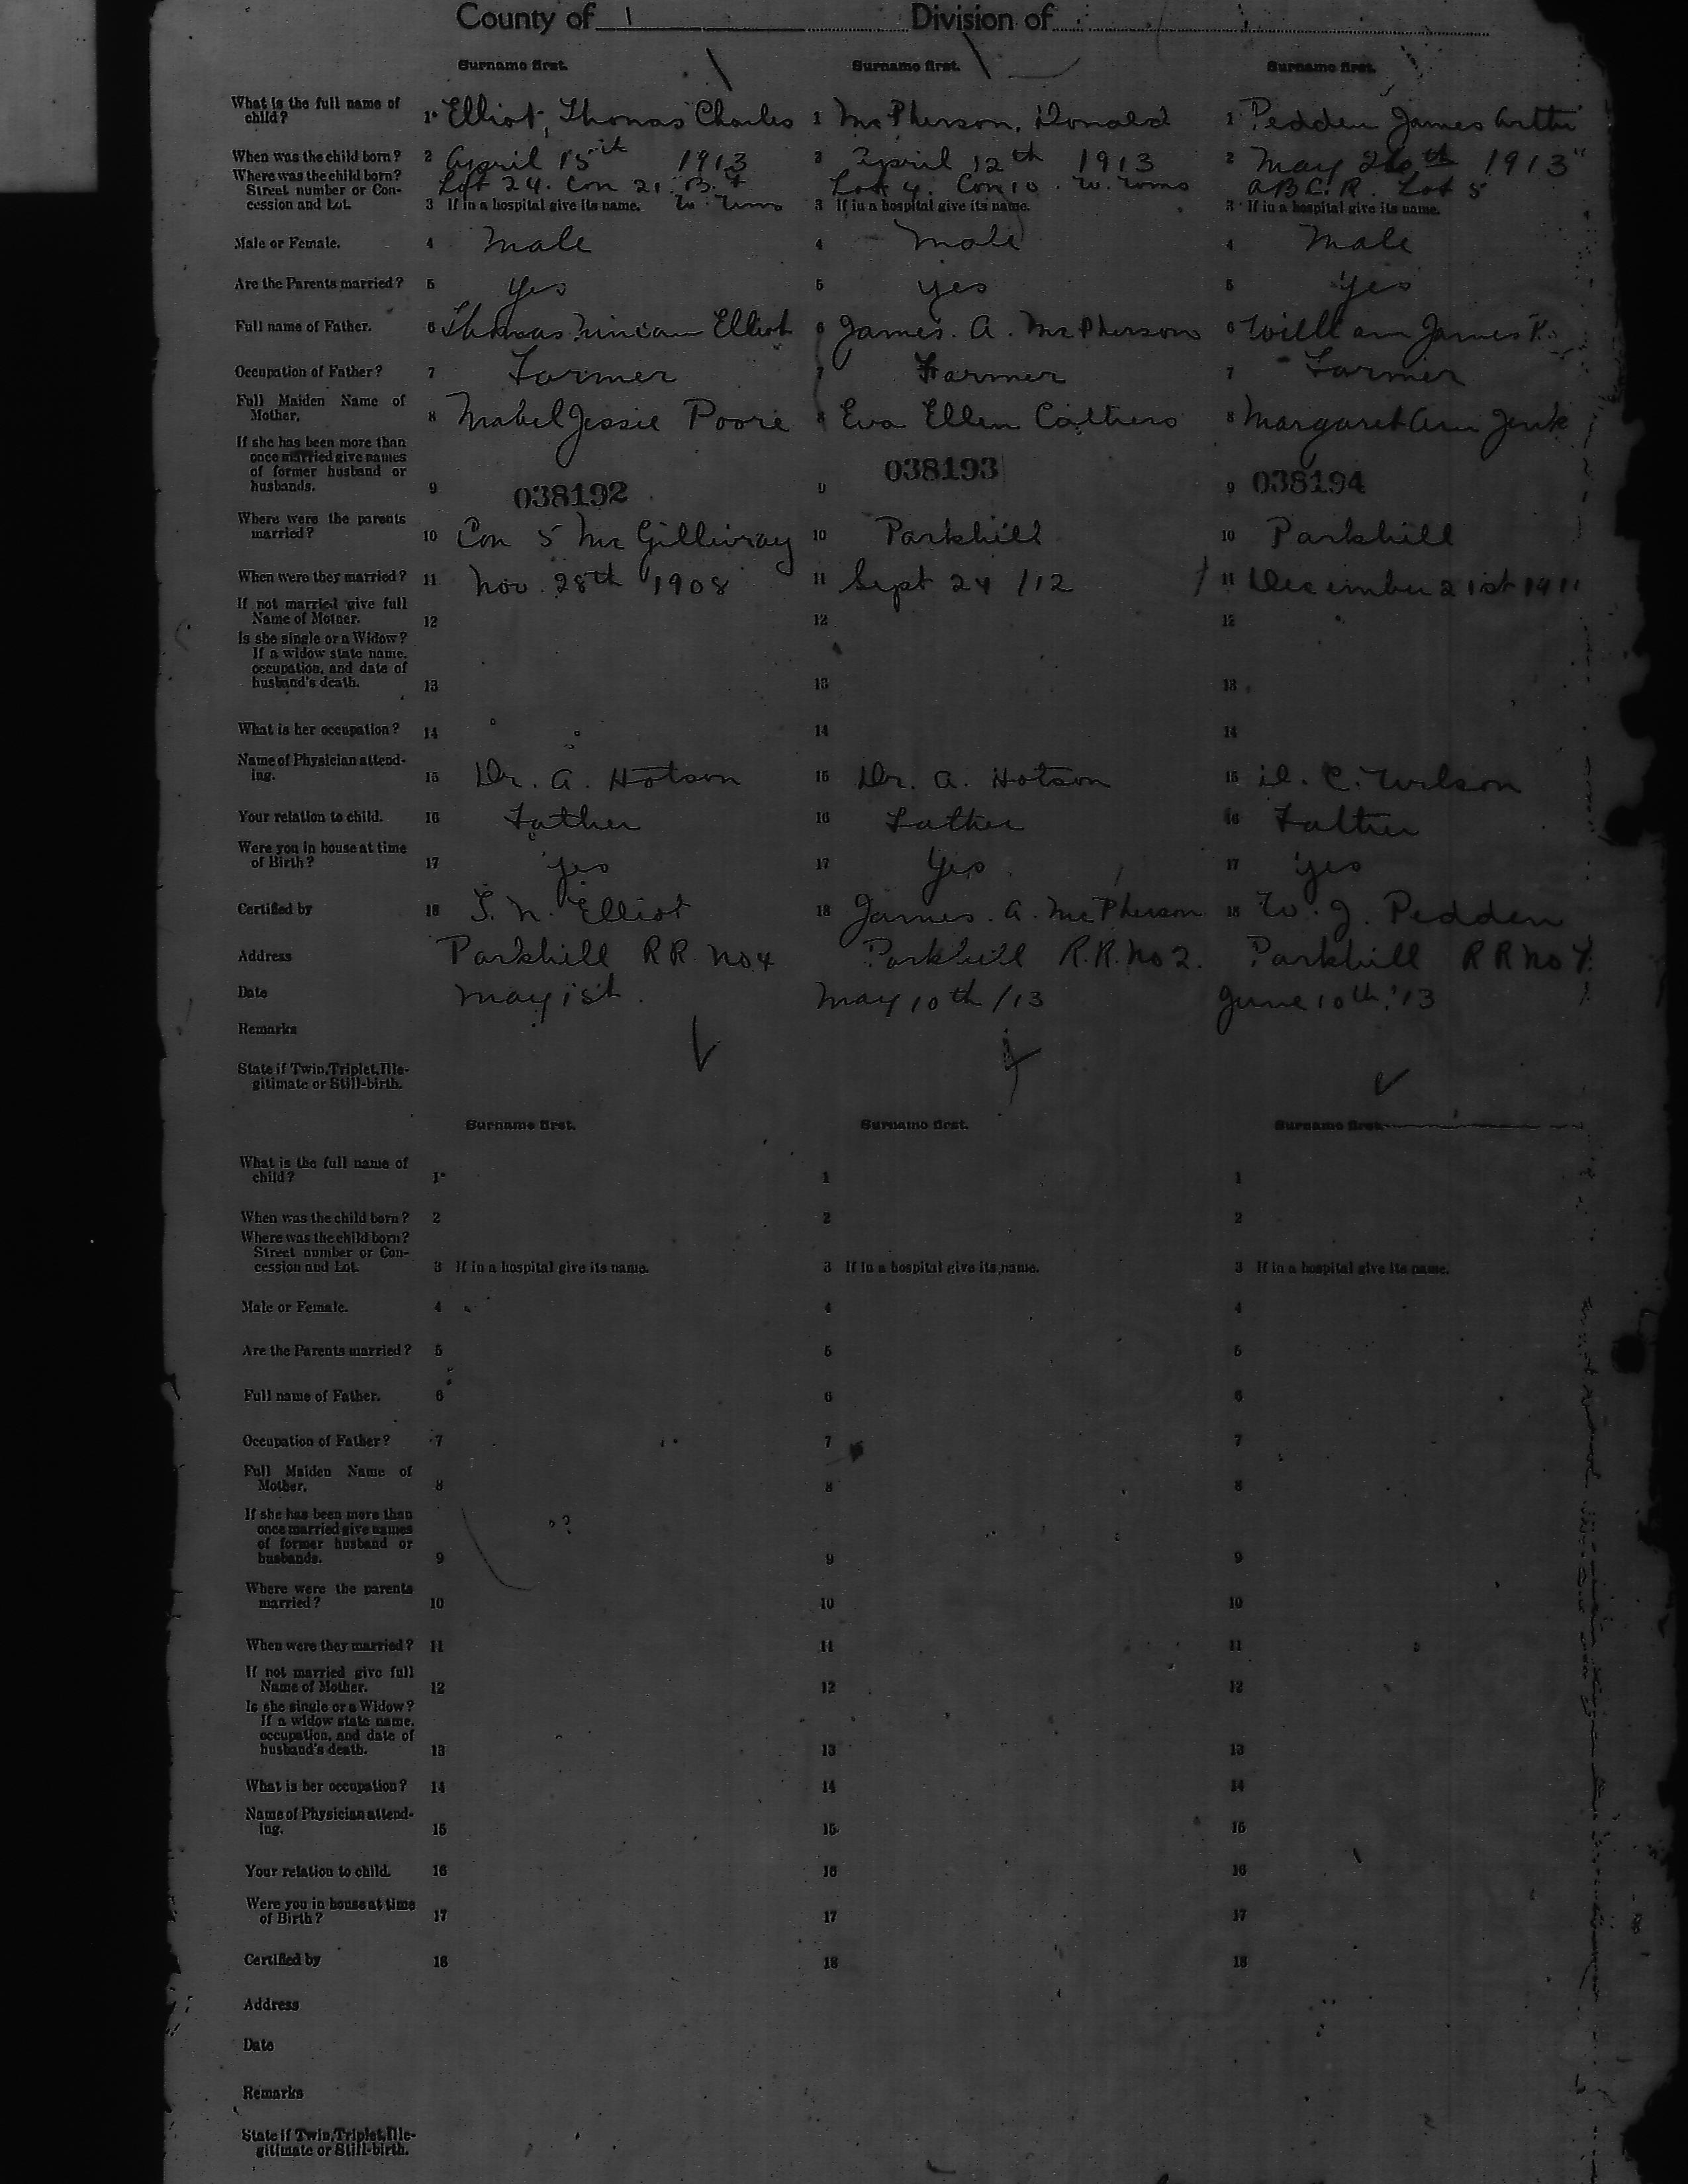 County of Division of
Surname first. Surname first. Surname first.
What is the full name of
child? 1 Elliot, Thomas Charles 1 McPherson, Donald 1 Pedden James
When was the child born? 2 April 15th 1913 2 April 12th 1913 2 May 1913
Where was the child born? Lot 24. Con 21. Lot 4. Con 10. W. Wms A B C. R. Lot 5
Street number or Con-
cession and Lot. 3 If in a hospital give its name. W. Wms 3 If in a hospital give its name. 3 If in a hospital give its name.
Male or Female. 4 Male 4 Male 4 Male
Are the Parents married? 5 Yes 5 Yes 5 Yes
Full name of Father. 6 Thomas Ninian Elliot 6 James. A. McPherson 6 William James
Occupation of Father? 7 Farmer 7 Farmer 7 Farmer
Full Maiden Name of
Mother. 8 Mabel Jessie Poore 8 Eva Ellen 8 Margaret Ann
If she has been more than
once married give names
of former husband or
husbands. 9 038192 9 038193 9 038194
Where were the parents
married? 10 Con 5 McGillivray 10 Parkhill 10 Parkhill
When were they married? 11 Nov. 28th 1908 11 Sept 24 /12 11 December 21st 1911
If not married give full
Name of Mother. 12 12 12
Is she single or a Widow?
If a widow state name,
occupation, and date of
husband's death. 13 13 13
What is her occupation? 14 14 14
Name of Physician attend-
ing. 15 Dr. A. Hotson 15 Dr. A. Hotson 15 D. C. Wilson
Your relation to child. 16 Father 16 Father 16 Father
Were you in house at time
of Birth? 17 Yes 17 Yes 17 Yes
Certified by 18 T. N. Elliot 18 James. A. McPherson 18 W. J. Pedden
Address Parkhill RR. No 4 Parkhill R.R. No 2. Parkhill RR No
Date May 1st. May 10th /13 June 10th '13
Remarks
State if Twin, Triplet, Ille-
gitimate or Still-birth.
Surname first. Surname first. Surname first.
What is the full name of
child? 1 1 1
When was the child born? 2 2 2
Where was the child born?
Street number or Con-
cession and Lot. 3 If in a hospital give its name. 3 If in a hospital give its name. 3 If in a hospital give its name.
Male or Female. 4 4 4
Are the Parents married? 5 5 5
Full name of Father. 6 6 6
Occupation of Father? 7 7 7
Full Maiden Name of
Mother. 8 8 8
If she has been more than
once married give names
of former husband or
husbands. 9 9 9
Where were the parents
married? 10 10 10
When were they married? 11 11 11
If not married give full
Name of Mother. 12 12 12
Is she single or a Widow?
If a widow state name,
occupation, and date of
husband's death. 13 13 13
What is her occupation? 14 14 14
Name of Physician attend-
ing. 15 15 15
Your relation to child. 16 16 16
Were you in house at time
of Birth? 17 17 17
Certified by 18 18 18
Address
Date
Remarks
State if Twin, Triplet, Ille-
gitimate or Still-birth.